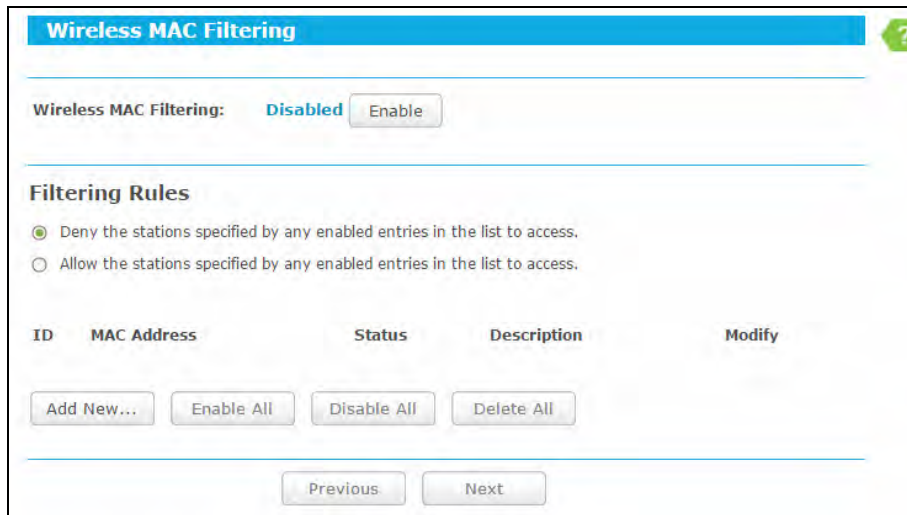 Wireless MAC Filtering
?
Wireless MAC Filtering: Disabled Enable
Filtering Rules
Deny the stations specified by any enabled entries in the list to access.
Allow the stations specified by any enabled entries in the list to access.
ID MAC Address Status Description Modify
Add New... Enable All Disable All Delete All
Previous Next